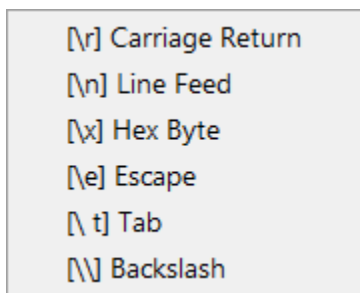 [\r] Carriage Return
[\n] Line Feed
[\x] Hex Byte
[\e] Escape
[\ t] Tab
[\\] Backslash